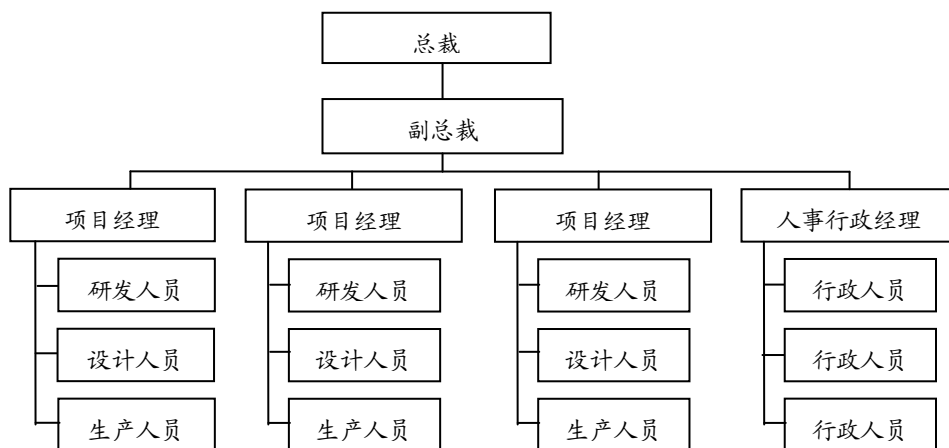 总裁
副总裁
项目经理 项目经理 项目经理 人事行政经理
研发人员 研发人员 研发人员 行政人员
设计人员 设计人员 设计人员 行政人员
生产人员 生产人员 生产人员 行政人员